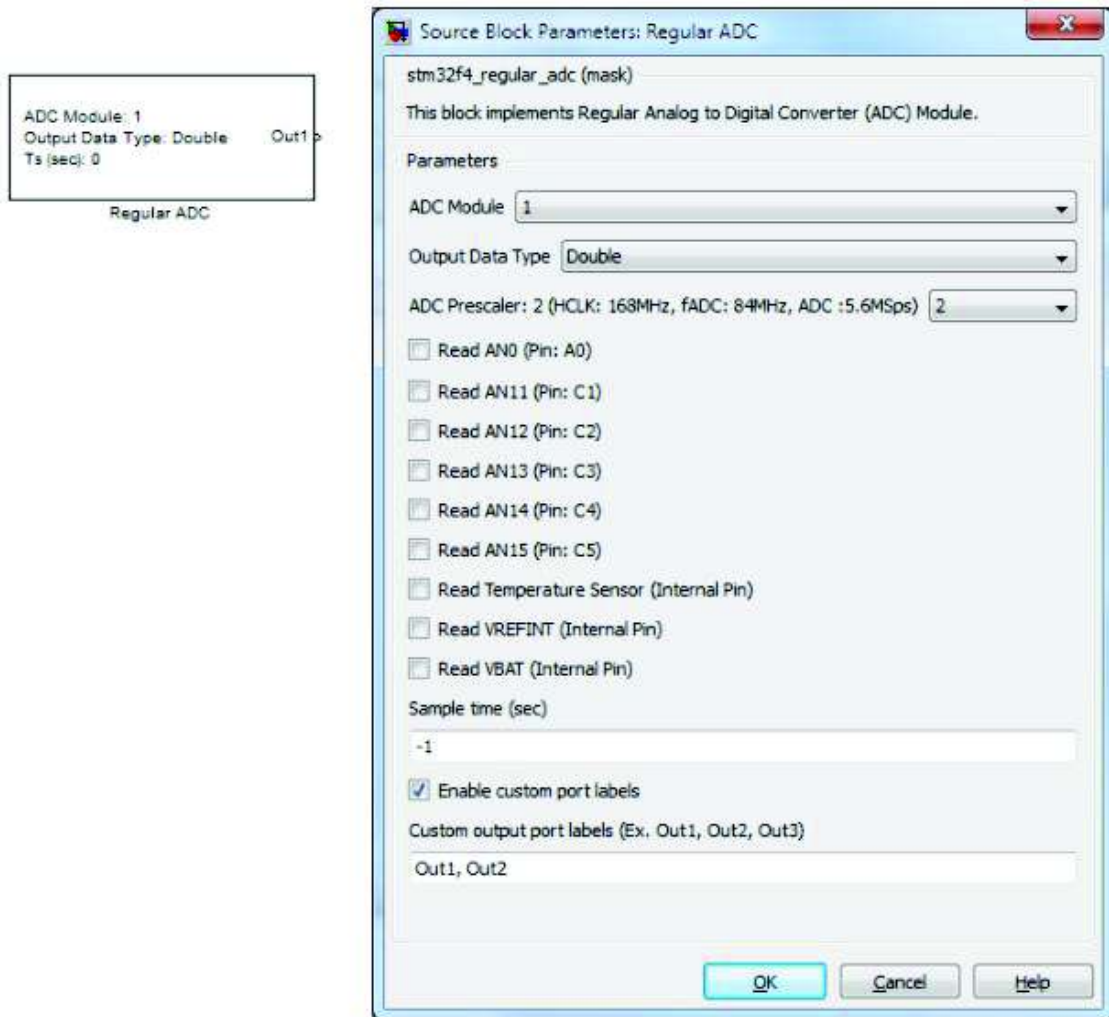 ADC Module: 1
Output Data Type: Double
Ts (sec): 0
Out1
Regular ADC
Source Block Parameters: Regular ADC
stm32f4_regular_adc (mask)
This block implements Regular Analog to Digital Converter (ADC) Module.
Parameters
ADC Module 1
Output Data Type Double
ADC Prescaler: 2 (HCLK: 168MHz, fADC: 84MHz, ADC :5.6MSps) 2
Read AN0 (Pin: A0)
Read AN11 (Pin: C1)
Read AN12 (Pin: C2)
Read AN13 (Pin: C3)
Read AN14 (Pin: C4)
Read AN15 (Pin: C5)
Read Temperature Sensor (Internal Pin)
Read VREFINT (Internal Pin)
Read VBAT (Internal Pin)
Sample time (sec)
-1
Enable custom port labels
Custom output port labels (Ex. Out1, Out2, Out3)
Out1, Out2
OK Cancel Help